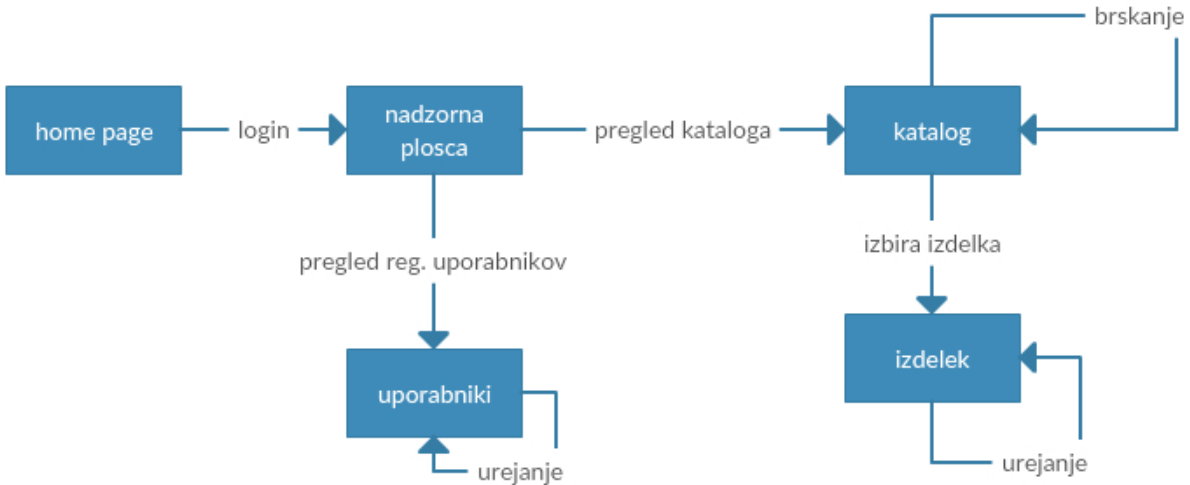 brskanje
home page
login
nadzorna
plosca
pregled kataloga
katalog
pregled reg. uporabnikov
izbira izdelka
uporabniki
izdelek
urejanje
urejanje